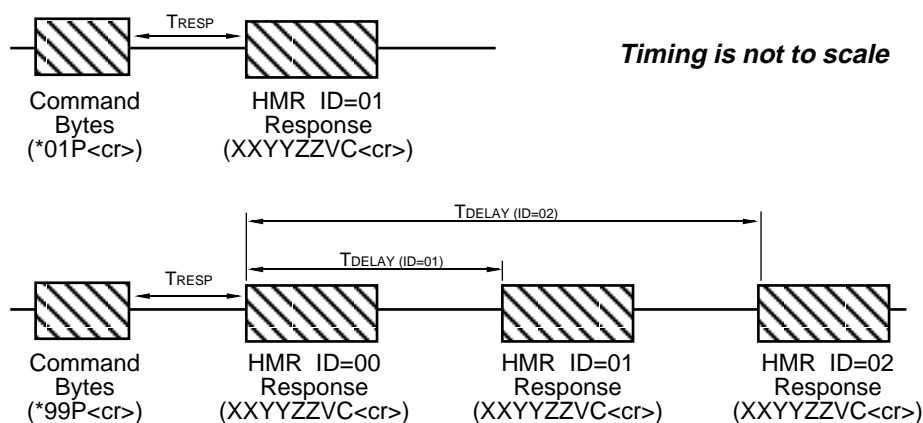 TRESP
Timing is not to scale
Command
Bytes
(*01P<cr>)
HMR ID=01
Response
(XXYYZZVC<cr>)
TDELAY (ID=02)
TDELAY (ID=01)
TRESP
Command
Bytes
(*99P<cr>)
HMR ID=00
Response
(XXYYZZVC<cr>)
HMR ID=01
Response
(XXYYZZVC<cr>)
HMR ID=02
Response
(XXYYZZVC<cr>)